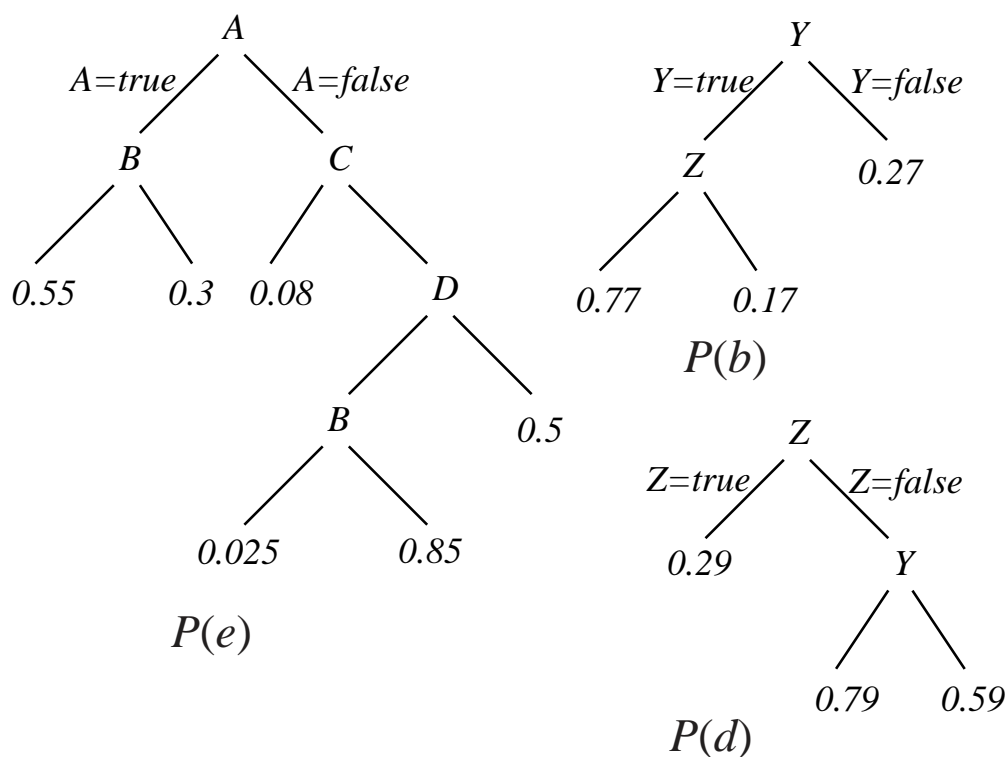 A
A=true A=false
B C
0.55 0.3 0.08 D
B 0.5
0.025 0.85
P(e)
Y
Y=true Y=false
Z 0.27
0.77 0.17
P(b)
Z
Z=true Z=false
0.29 Y
0.79 0.59
P(d)